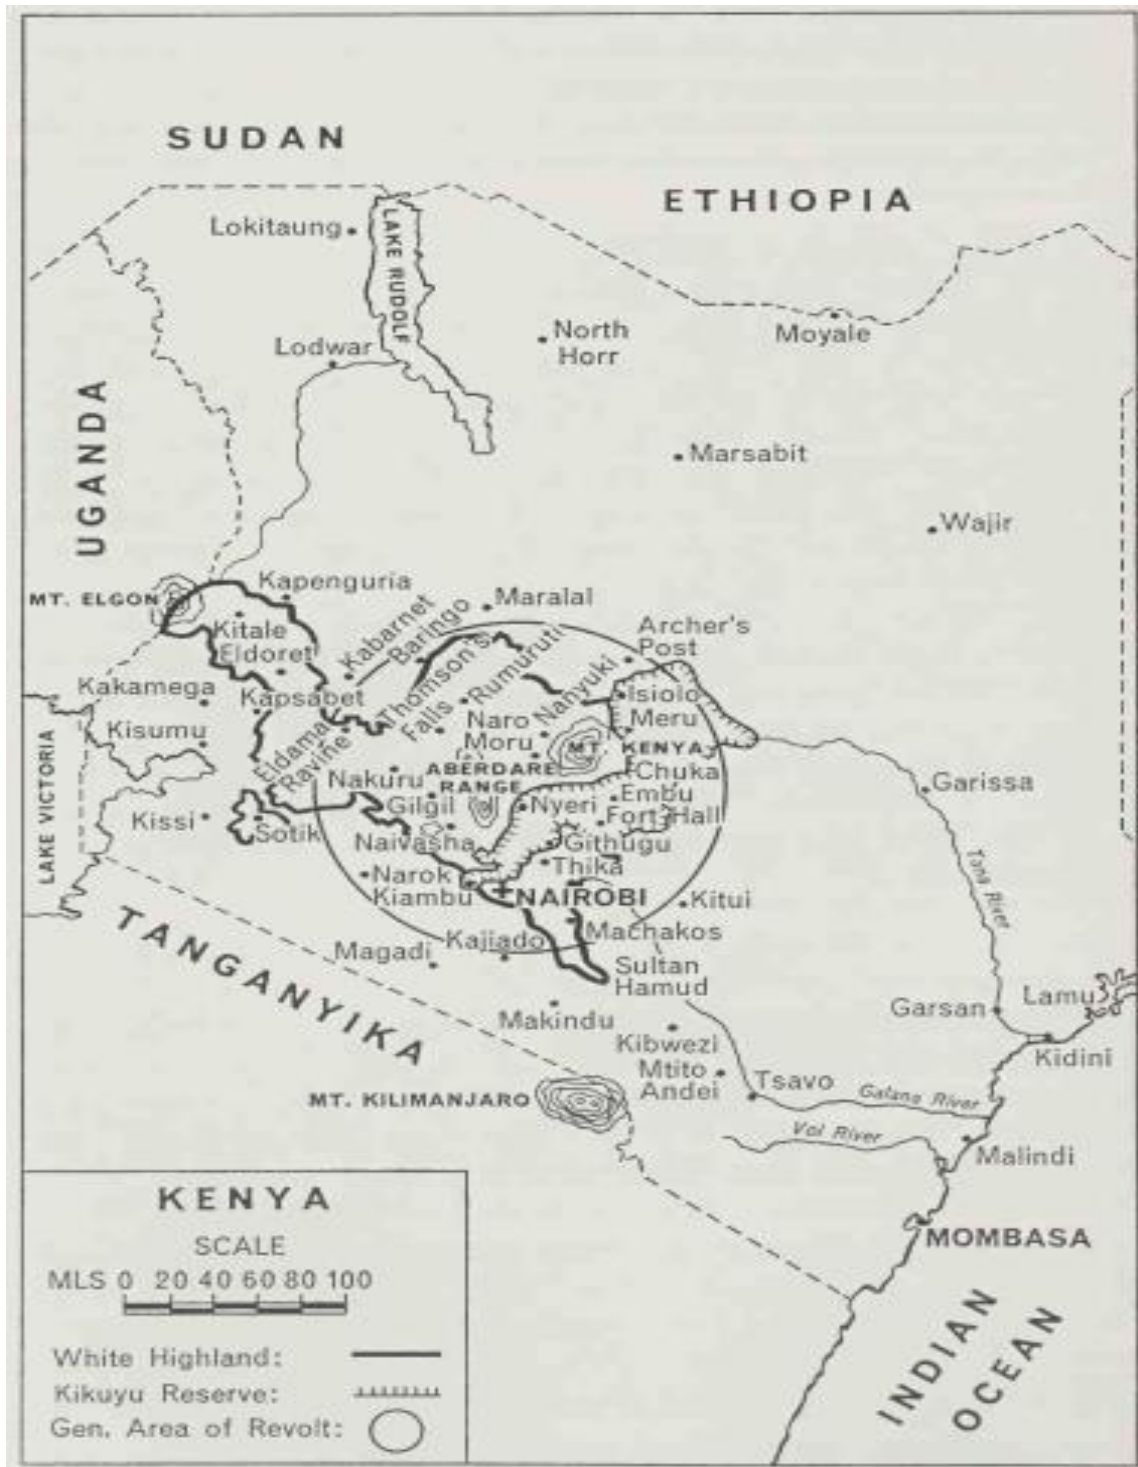 SUDAN
ETHIOPIA
Lokitaung
LAKE RUDOLF
North
Horr
Moyale
Lodwar
UGANDA
Marsabit
Wajir
MT. ELGON
Kapenguria
Kitale
Eldoret
Kabarnet
Baringo
Maralal
Archer's
Post
Thomson's
Falls
Rumuruti
Nanyuki
Isiolo
Meru
Kakamega
Kapsabet
Kisumu
Eldama
Ravine
Naro
Moru
MT. KENYA
LAKE VICTORIA
Nakuru
ABERDARE
RANGE
Chuka
Embu
Garissa
Kissi
Sotik
Gilgil
Nyeri
Fort Hall
Naivasha
Githugu
Thika
Tana River
Narok
Kiambu
NAIROBI
Kitui
TANGANYIKA
Magadi
Kajiado
Machakos
Sultan
Hamud
Garsan
Lamu
Makindu
Kibwezi
Kidini
Mtito
Andei
Tsavo
Galana River
MT. KILIMANJARO
Voi River
Malindi
MOMBASA
INDIAN
OCEAN
KENYA
SCALE
MLS 0 20 40 60 80 100
White Highland:
Kikuyu Reserve:
Gen. Area of Revolt: